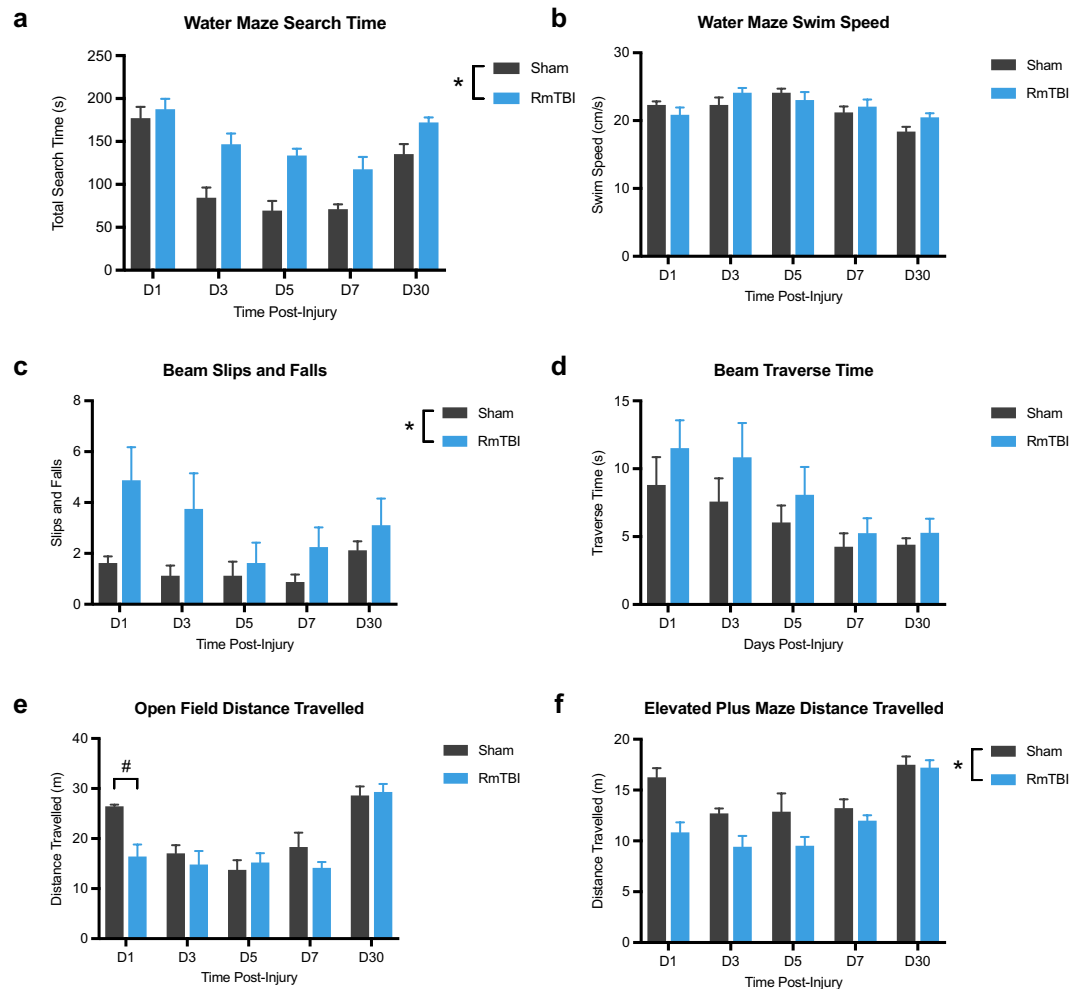 a
Water Maze Search Time
Total Search Time (s)
250
200
150
100
50
0
D1 D3 D5 D7 D30
Time Post-Injury
*
Sham
RmTBI
b
Water Maze Swim Speed
Swim Speed (cm/s)
30
20
10
0
D1 D3 D5 D7 D30
Time Post-Injury
Sham
RmTBI
c
Beam Slips and Falls
Slips and Falls
8
6
4
2
0
D1 D3 D5 D7 D30
Time Post-Injury
*
Sham
RmTBI
d
Beam Traverse Time
Traverse Time (s)
15
10
5
0
D1 D3 D5 D7 D30
Days Post-Injury
Sham
RmTBI
e
Open Field Distance Travelled
Distance Travelled (m)
40
30
20
10
0
#
D1 D3 D5 D7 D30
Time Post-Injury
Sham
RmTBI
f
Elevated Plus Maze Distance Travelled
Distance Travelled (m)
20
15
10
5
0
D1 D3 D5 D7 D30
Time Post-Injury
*
Sham
RmTBI